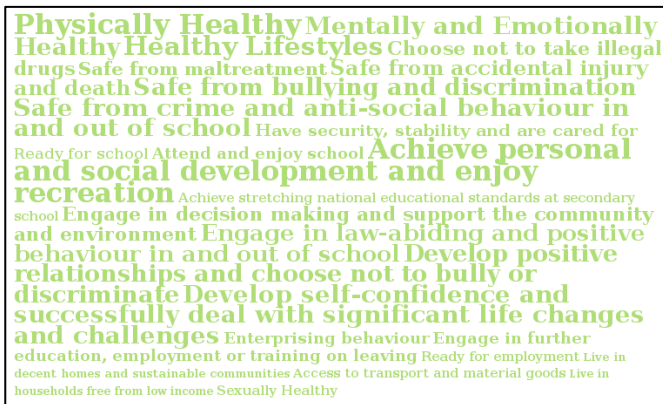 Physically Healthy Mentally and Emotionally
Healthy Healthy Lifestyles Choose not to take illegal
drugs Safe from maltreatment Safe from accidental injury
and death Safe from bullying and discrimination
Safe from crime and anti-social behaviour in
and out of school Have security, stability and are cared for
Ready for school Attend and enjoy school Achieve personal
and social development and enjoy
recreation Achieve stretching national educational standards at secondary
school Engage in decision making and support the community
and environment Engage in law-abiding and positive
behaviour in and out of school Develop positive
relationships and choose not to bully or
discriminate Develop self-confidence and
successfully deal with significant life changes
and challenges Enterprising behaviour Engage in further
education, employment or training on leaving Ready for employment Live in
decent homes and sustainable communities Access to transport and material goods Live in
households free from low income Sexually Healthy